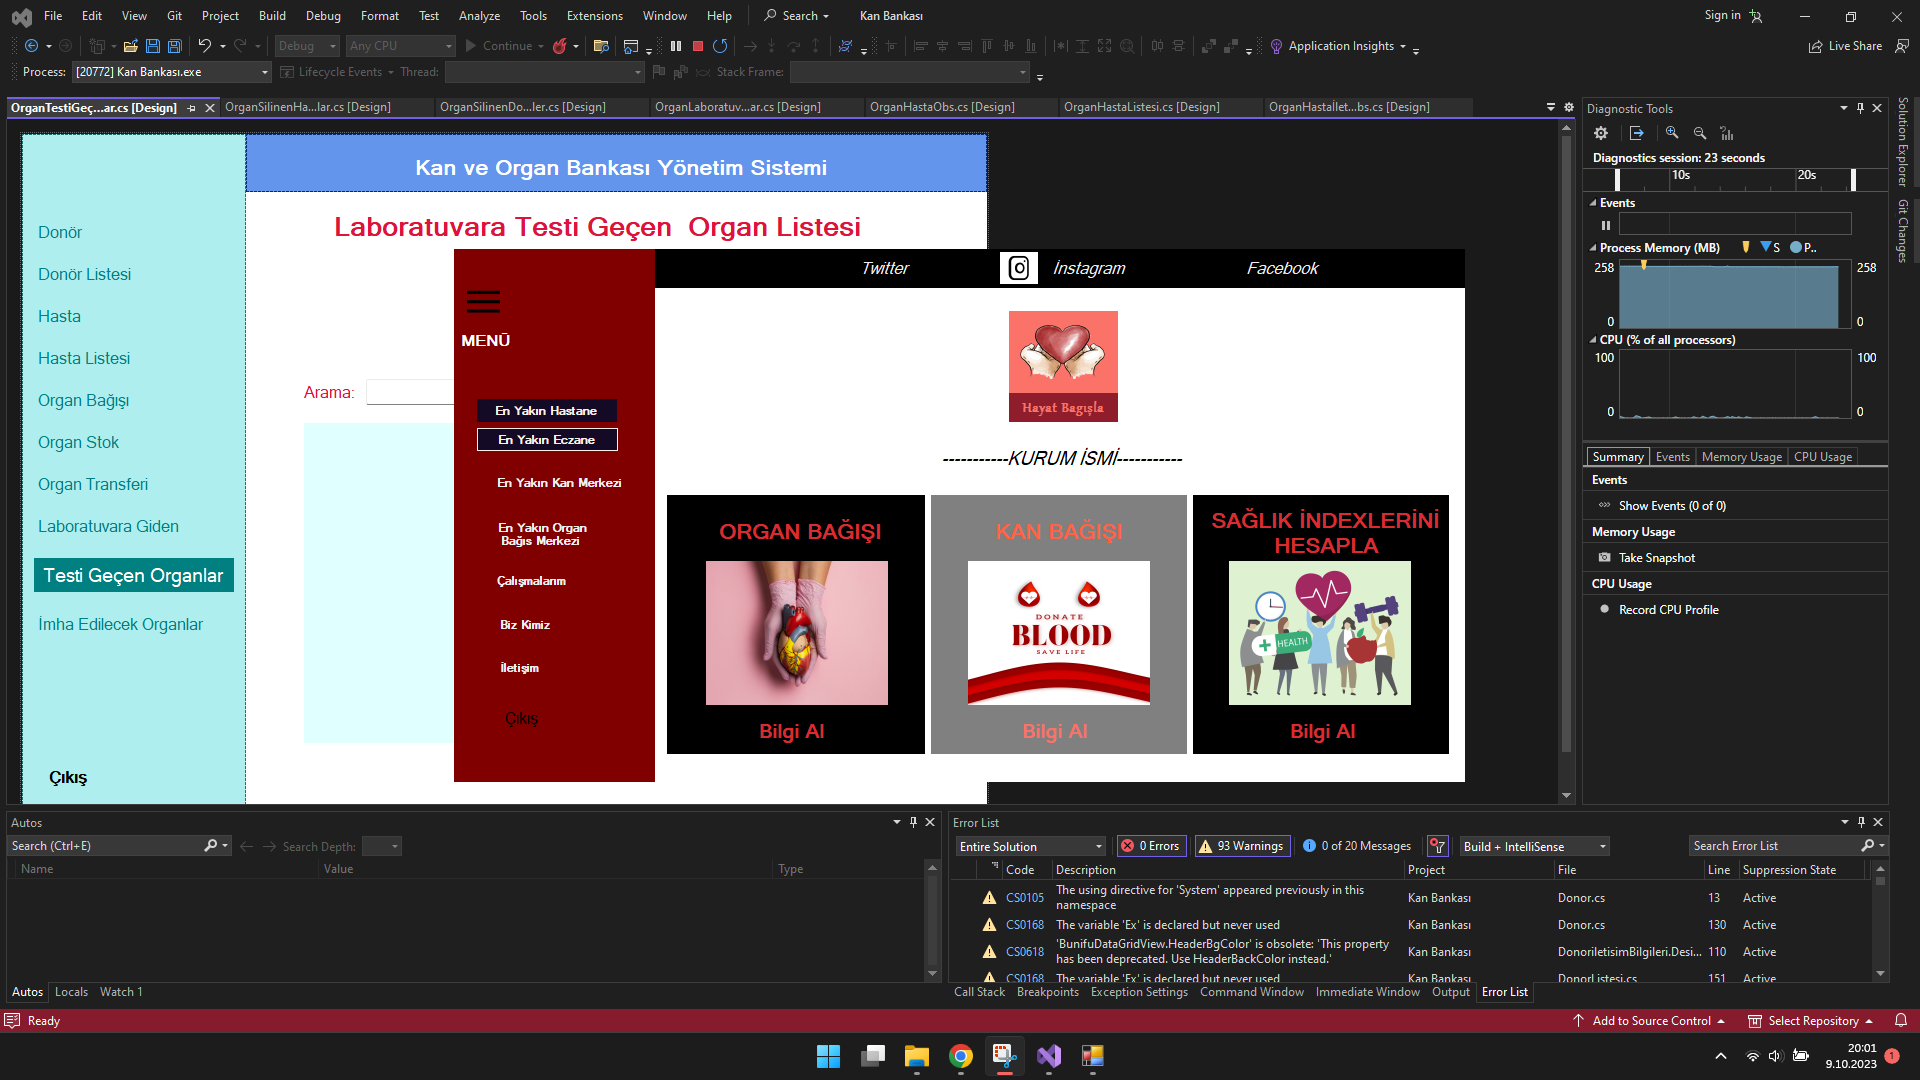 File Edit View Git Project Build Debug Format Test Analyze Tools Extensions Window Help Search Kan Bankası Sign in
Debug Any CPU Continue Application Insights Live Share
Process: [20772] Kan Bankası.exe Lifecycle Events Thread: Stack Frame:
OrganTestiGeç...ar.cs [Design] OrganSilinenHa...lar.cs [Design] OrganSilinenDo...ler.cs [Design] OrganLaboratuv...ar.cs [Design] OrganHastaObs.cs [Design] OrganHastaListesi.cs [Design] OrganHastaİlet...bs.cs [Design]
Kan ve Organ Bankası Yönetim Sistemi
Laboratuvara Testi Geçen  Organ Listesi
Donör
Donör Listesi
Hasta
Hasta Listesi
Organ Bağışı
Organ Stok
Organ Transferi
Laboratuvara Giden
Testi Geçen Organlar
İmha Edilecek Organlar
Çıkış
Arama:
Twitter İnstagram Facebook
MENÜ
En Yakın Hastane
En Yakın Eczane
En Yakın Kan Merkezi
En Yakın Organ
Bağıs Merkezi
Çalışmalarım
Biz Kimiz
İletişim
Çıkış
Hayat Bagışla
-----------KURUM İSMİ-----------
ORGAN BAĞIŞI
Bilgi Al
KAN BAĞIŞI
DONATE
BLOOD
SAVE LIFE
Bilgi Al
SAĞLIK İNDEXLERİNİ
HESAPLA
HEALTH
Bilgi Al
Diagnostic Tools
Diagnostics session: 23 seconds
10s 20s
Events
Process Memory (MB) S P..
258 258
0 0
CPU (% of all processors)
100 100
0 0
Summary Events Memory Usage CPU Usage
Events
Show Events (0 of 0)
Memory Usage
Take Snapshot
CPU Usage
Record CPU Profile
Solution Explorer
Git Changes
Autos
Search (Ctrl+E) Search Depth:
Name Value Type
Autos Locals Watch 1
Error List
Entire Solution 0 Errors 93 Warnings 0 of 20 Messages Build + IntelliSense Search Error List
Code Description Project File Line Suppression State
CS0105 The using directive for 'System' appeared previously in this
namespace Kan Bankası Donor.cs 13 Active
CS0168 The variable 'Ex' is declared but never used Kan Bankası Donor.cs 130 Active
CS0618 'BunifuDataGridView.HeaderBgColor' is obsolete: 'This property
has been deprecated. Use HeaderBackColor instead.' Kan Bankası DonoriletisimBilgileri.Desi... 110 Active
CS0168 The variable 'Ex' is declared but never used Kan Bankası DonorListesi.cs 151 Active
Call Stack Breakpoints Exception Settings Command Window Immediate Window Output Error List
Ready Add to Source Control Select Repository
20:01
9.10.2023
1